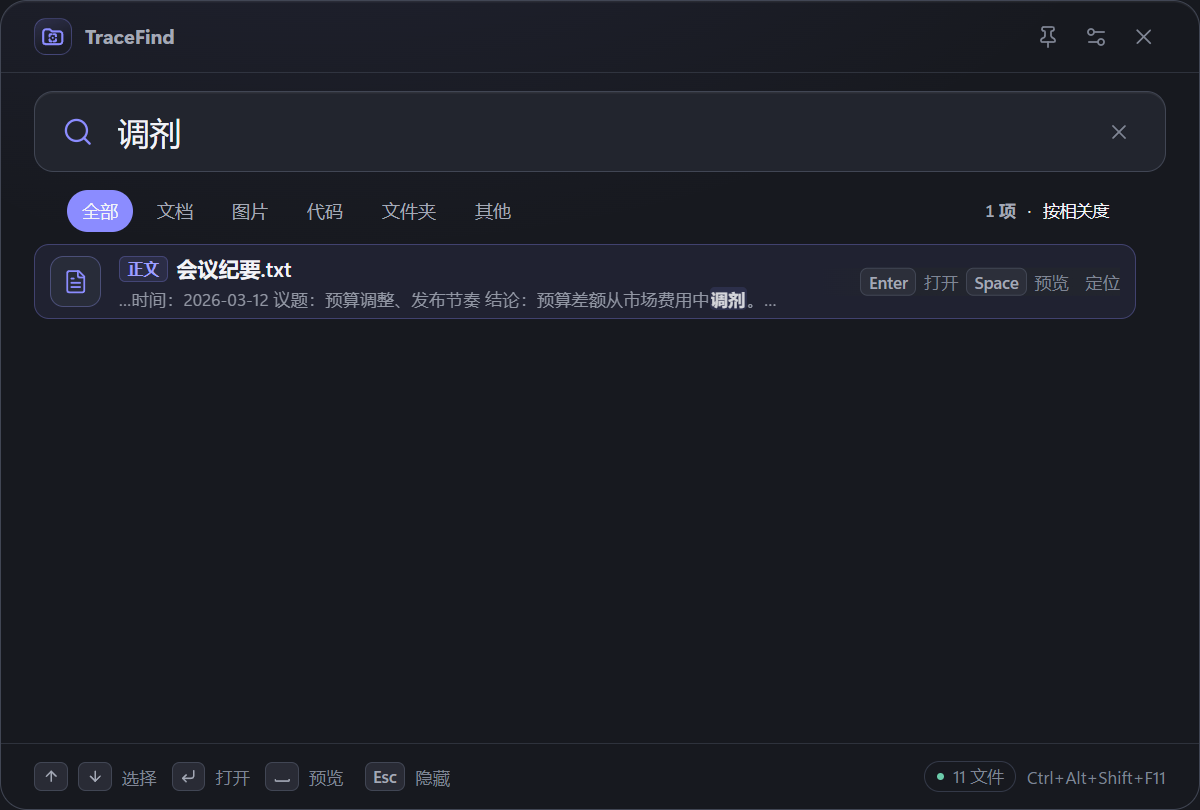 TraceFind
调剂
全部 文档 图片 代码 文件夹 其他 1 项 · 按相关度
正文 会议纪要.txt
...时间：2026-03-12 议题：预算调整、发布节奏 结论：预算差额从市场费用中调剂。...
Enter 打开 Space 预览 定位
选择 打开 预览 Esc 隐藏 11 文件 Ctrl+Alt+Shift+F11